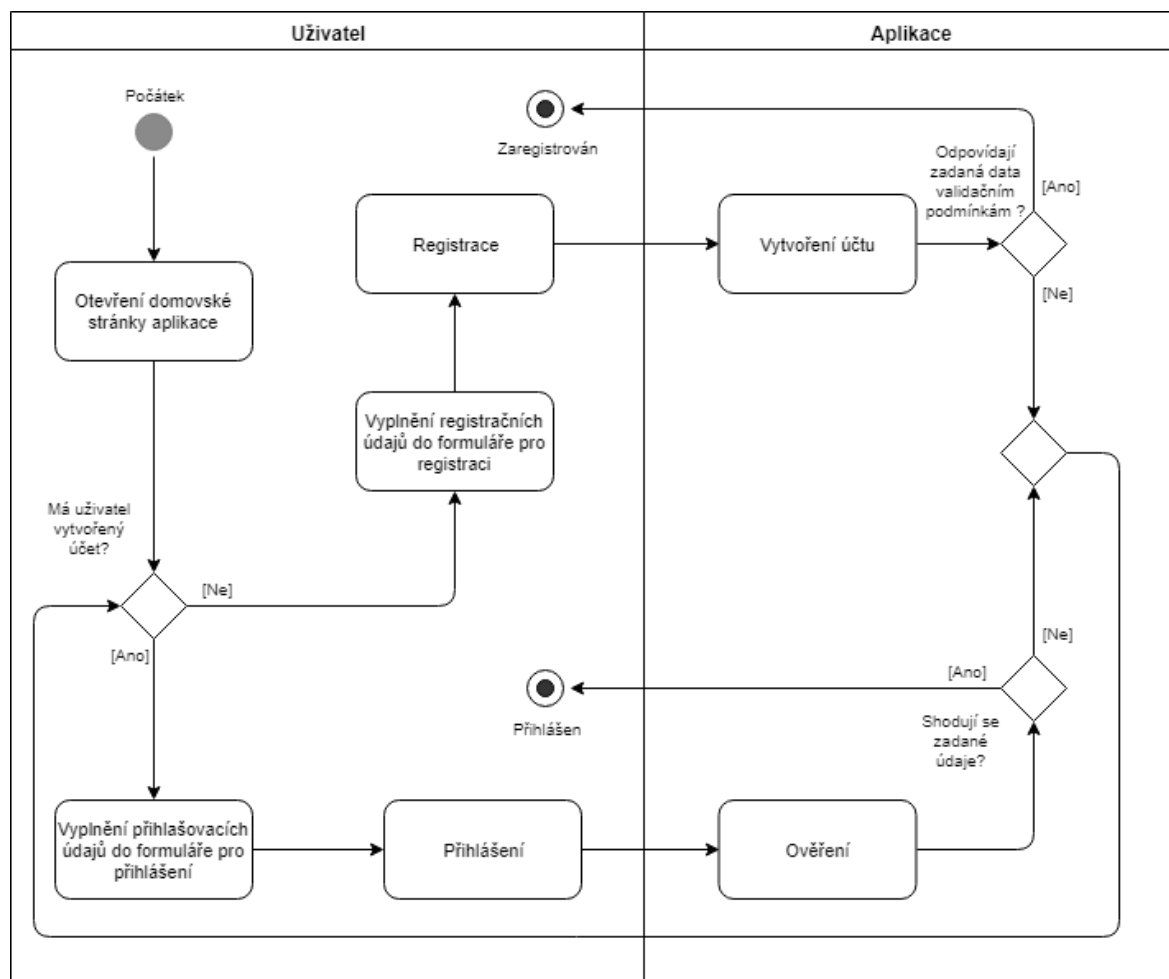 Uživatel
Aplikace
Počátek
Zaregistrován
Odpovídají
zadaná data
validačním
podmínkám ?
[Ano]
Registrace
Vytvoření účtu
[Ne]
Otevření domovské
stránky aplikace
Vyplnění registračních
údajů do formuláře pro
registraci
Má uživatel
vytvořený
účet?
[Ne]
[Ano]
[Ne]
[Ano]
Přihlášen
Shodují se
zadané
údaje?
Vyplnění přihlašovacích
údajů do formuláře pro
přihlášení
Přihlášení
Ověření